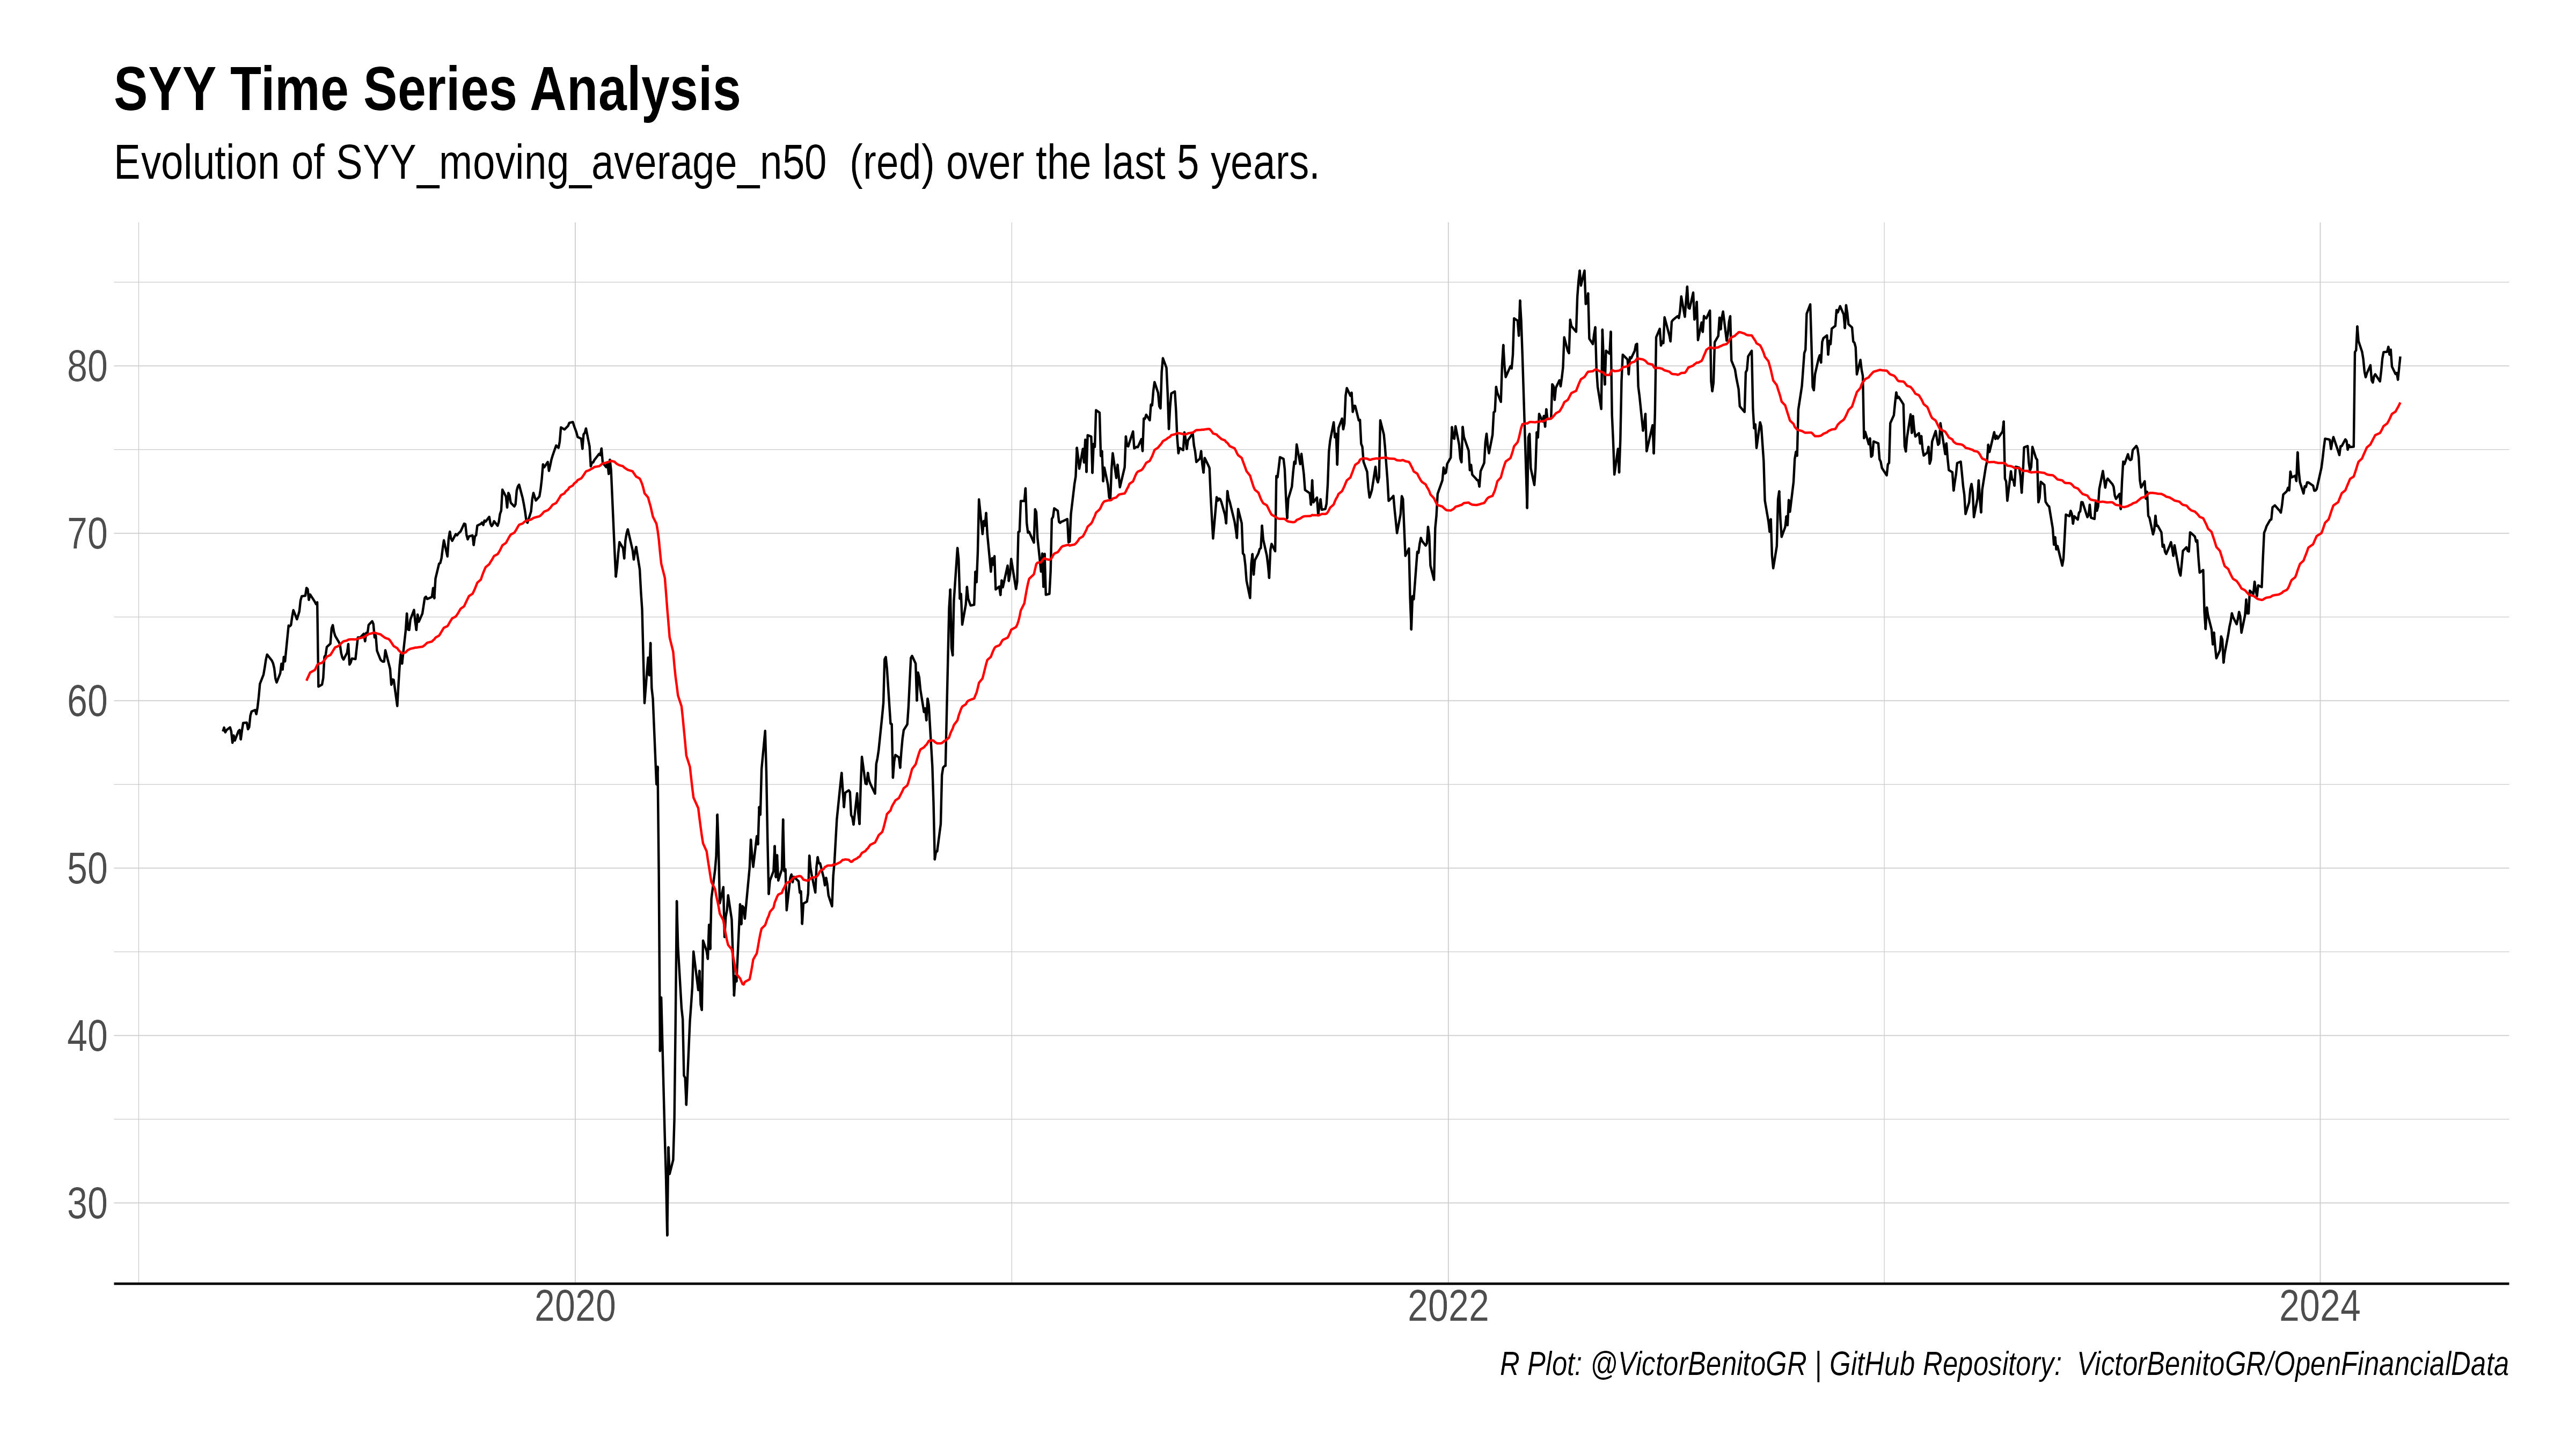 SYY Time Series Analysis
Evolution of SYY_moving_average_n50  (red) over the last 5 years.
80
70
60
50
40
30
2020 2022 2024
R Plot: @VictorBenitoGR | GitHub Repository:  VictorBenitoGR/OpenFinancialData